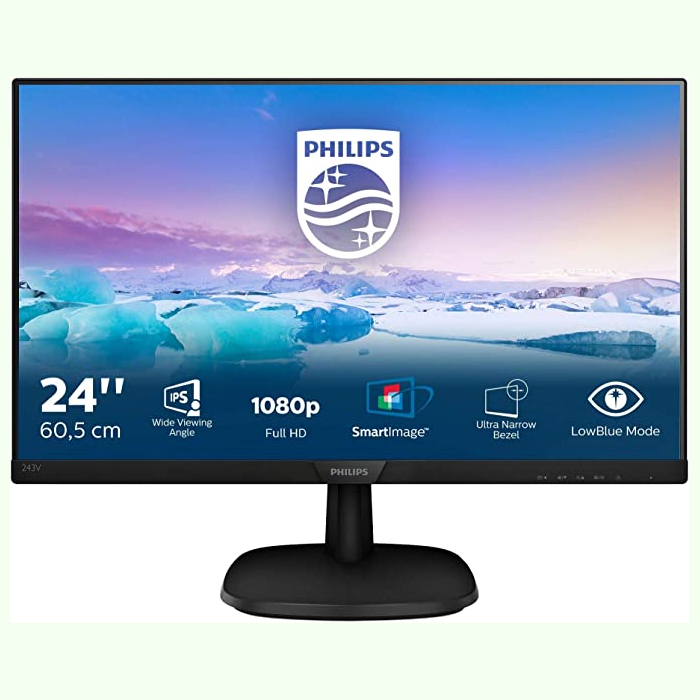 PHILIPS
24"
60,5 cm
IPS
Wide Viewing
Angle
1080p
Full HD
SmartImage™
Ultra Narrow
Bezel
LowBlue Mode
243V
PHILIPS